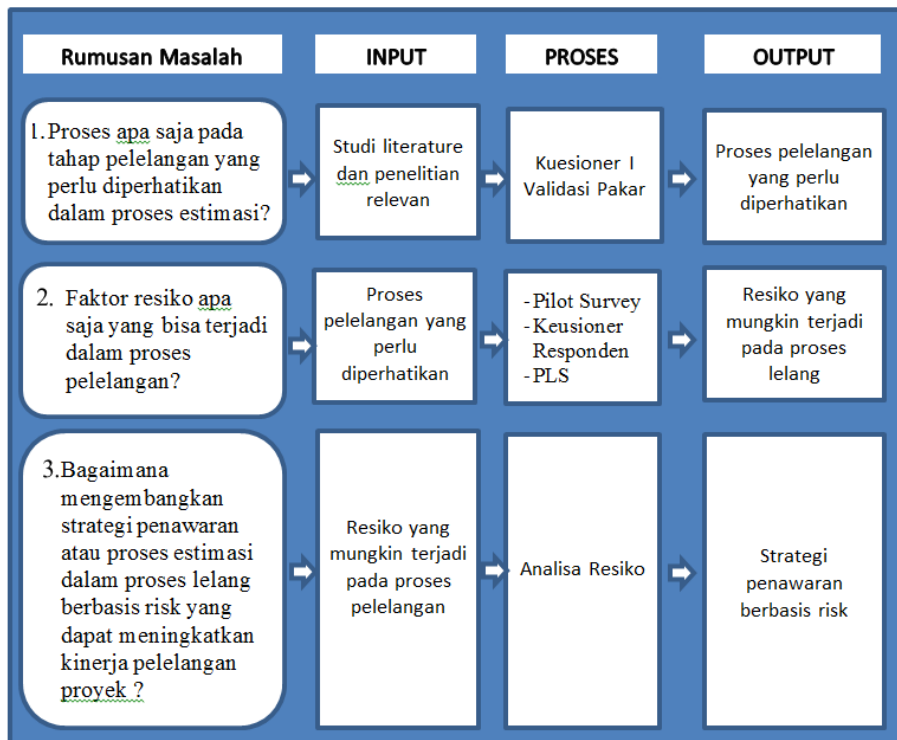 Rumusan Masalah
INPUT
PROSES
OUTPUT
1.Proses apa saja pada
tahap pelelangan yang
perlu diperhatikan
dalam proses estimasi?
Studi literature
dan penelitian
relevan
Kuesioner I
Validasi Pakar
Proses pelelangan
yang perlu
diperhatikan
2. Faktor resiko apa
saja yang bisa terjadi
dalam proses
pelelangan?
Proses
pelelangan yang
perlu
diperhatikan
-Pilot Survey
-Keusioner
Responden
-PLS
Resiko yang
mungkin terjadi
pada proses
lelang
3.Bagaimana
mengembangkan
strategi penawaran
atau proses estimasi
dalam proses lelang
berbasis risk yang
dapat meningkatkan
kinerja pelelangan
proyek ?
Resiko yang
mungkin terjadi
pada proses
pelelangan
Analisa Resiko
Strategi
penawaran
berbasis risk